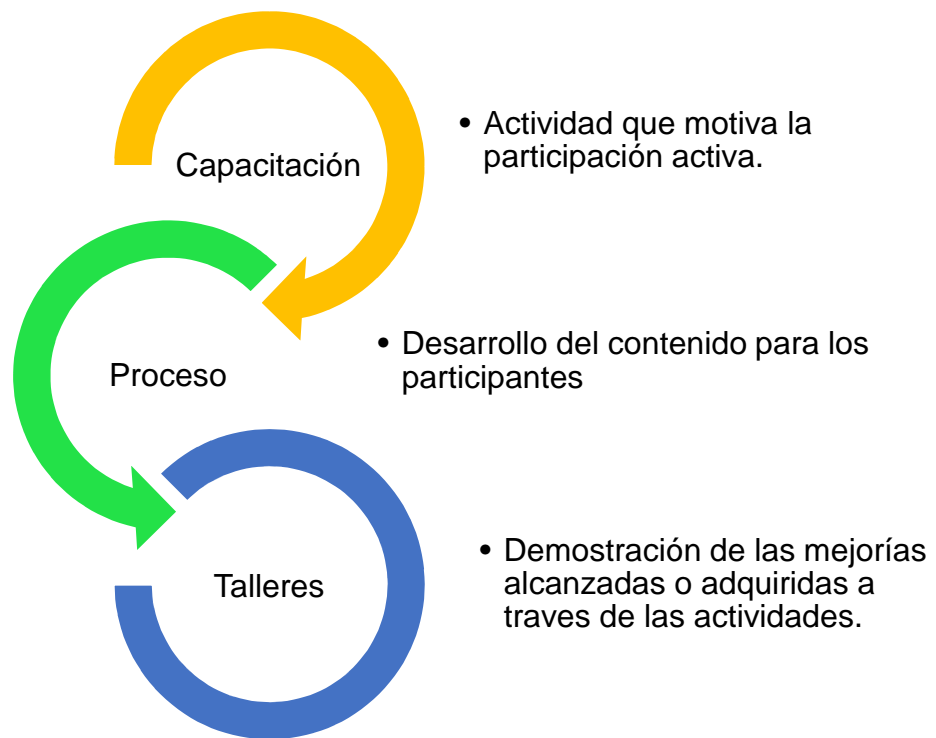 Capacitación
• Actividad que motiva la
participación activa.
Proceso
• Desarrollo del contenido para los
participantes
Talleres
• Demostración de las mejorías
alcanzadas o adquiridas a
traves de las actividades.